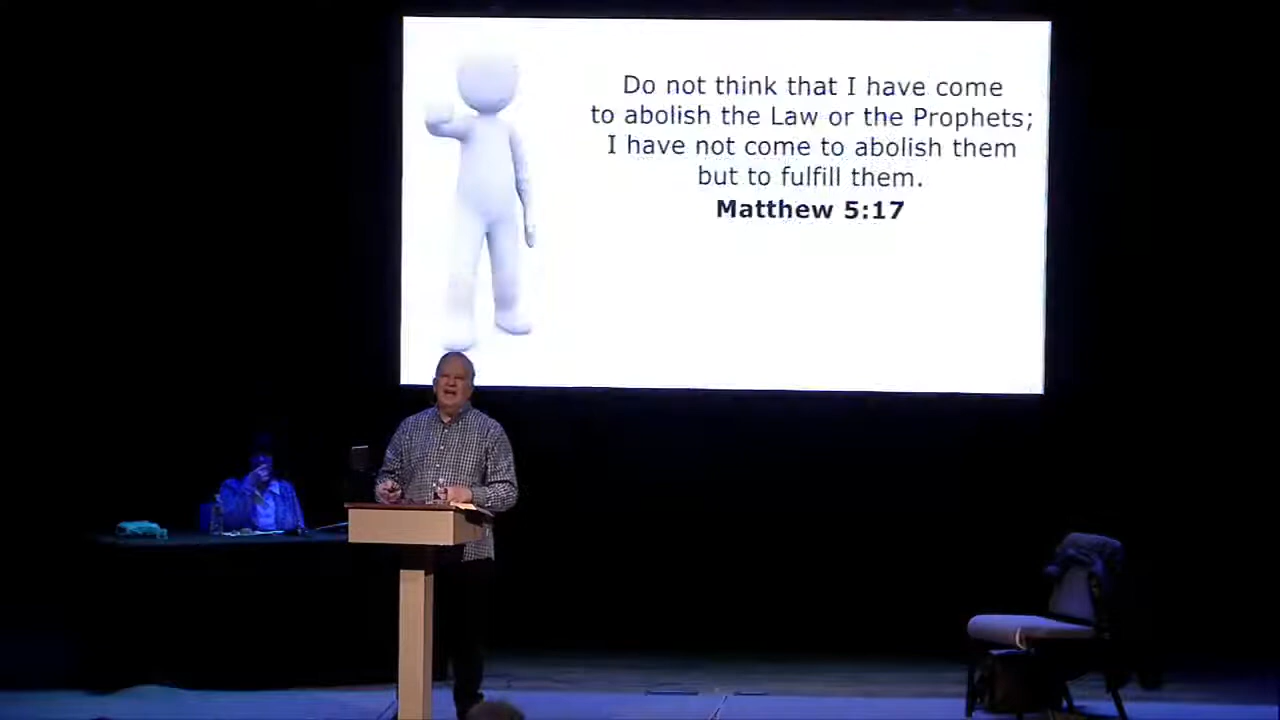 Do not think that I have come
to abolish the Law or the Prophets;
I have not come to abolish them
but to fulfill them.
Matthew 5:17